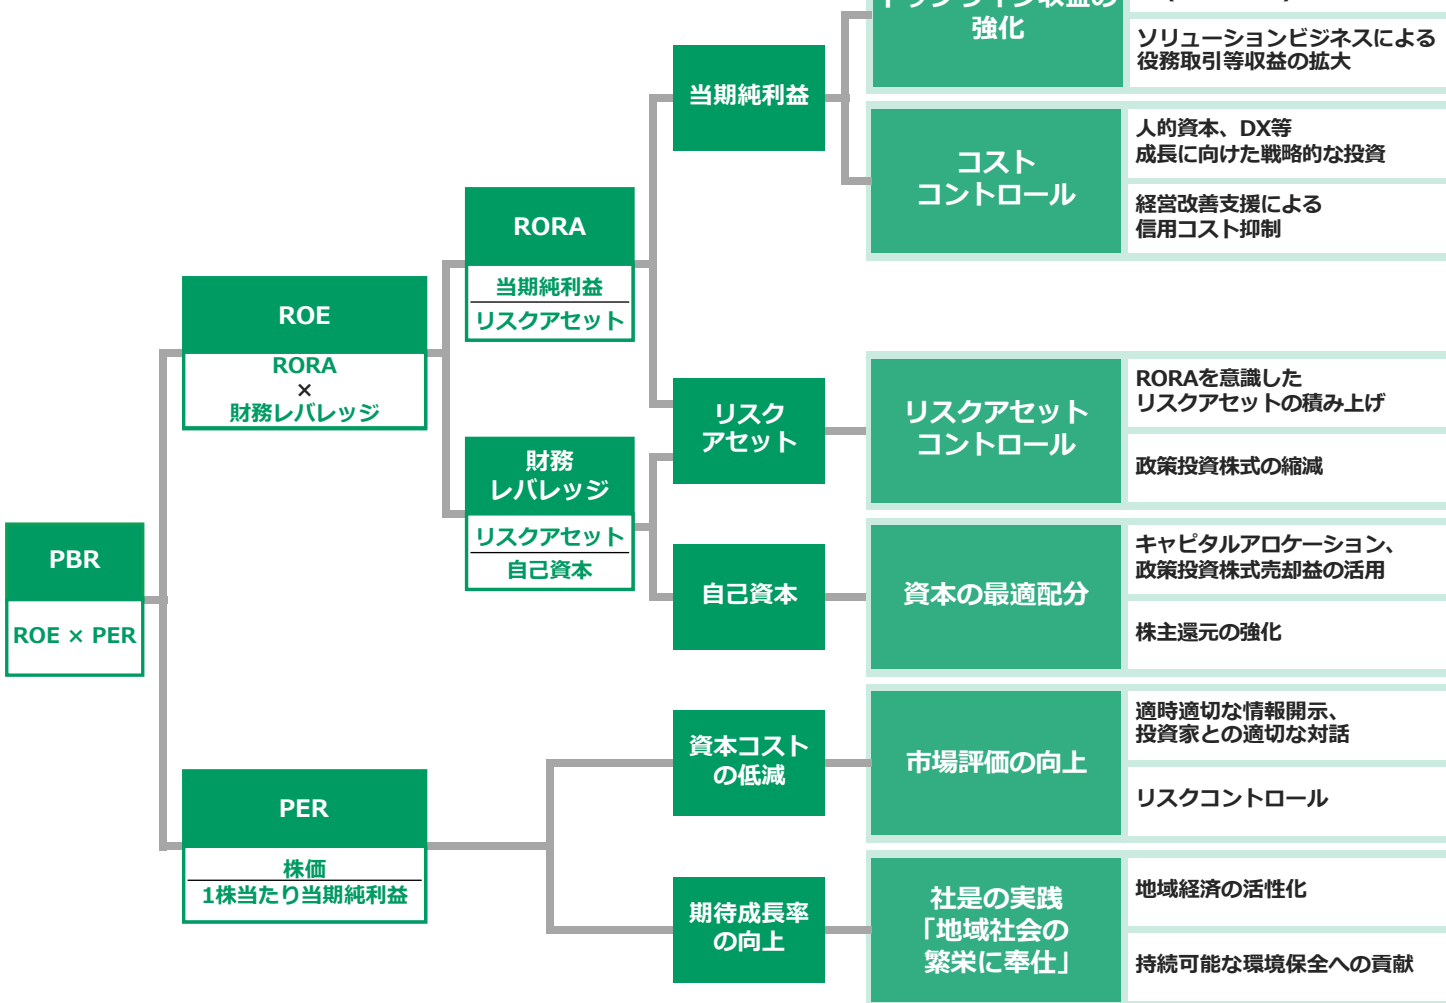 強化
ソリューションビジネスによる
役務取引等収益の拡大
当期純利益
人的資本、DX等
成長に向けた戦略的な投資
コスト
コントロール
経営改善支援による
信用コスト抑制
RORA
当期純利益
リスクアセット
ROE
RORA
×
財務レバレッジ
リスク
アセット
リスクアセット
コントロール
RORAを意識した
リスクアセットの積み上げ
政策投資株式の縮減
財務
レバレッジ
リスクアセット
自己資本
PBR
ROE × PER
自己資本
資本の最適配分
キャピタルアロケーション、
政策投資株式売却益の活用
株主還元の強化
資本コスト
の低減
市場評価の向上
適時適切な情報開示、
投資家との適切な対話
リスクコントロール
PER
株価
1株当たり当期純利益
期待成長率
の向上
社是の実践
「地域社会の
繁栄に奉仕」
地域経済の活性化
持続可能な環境保全への貢献